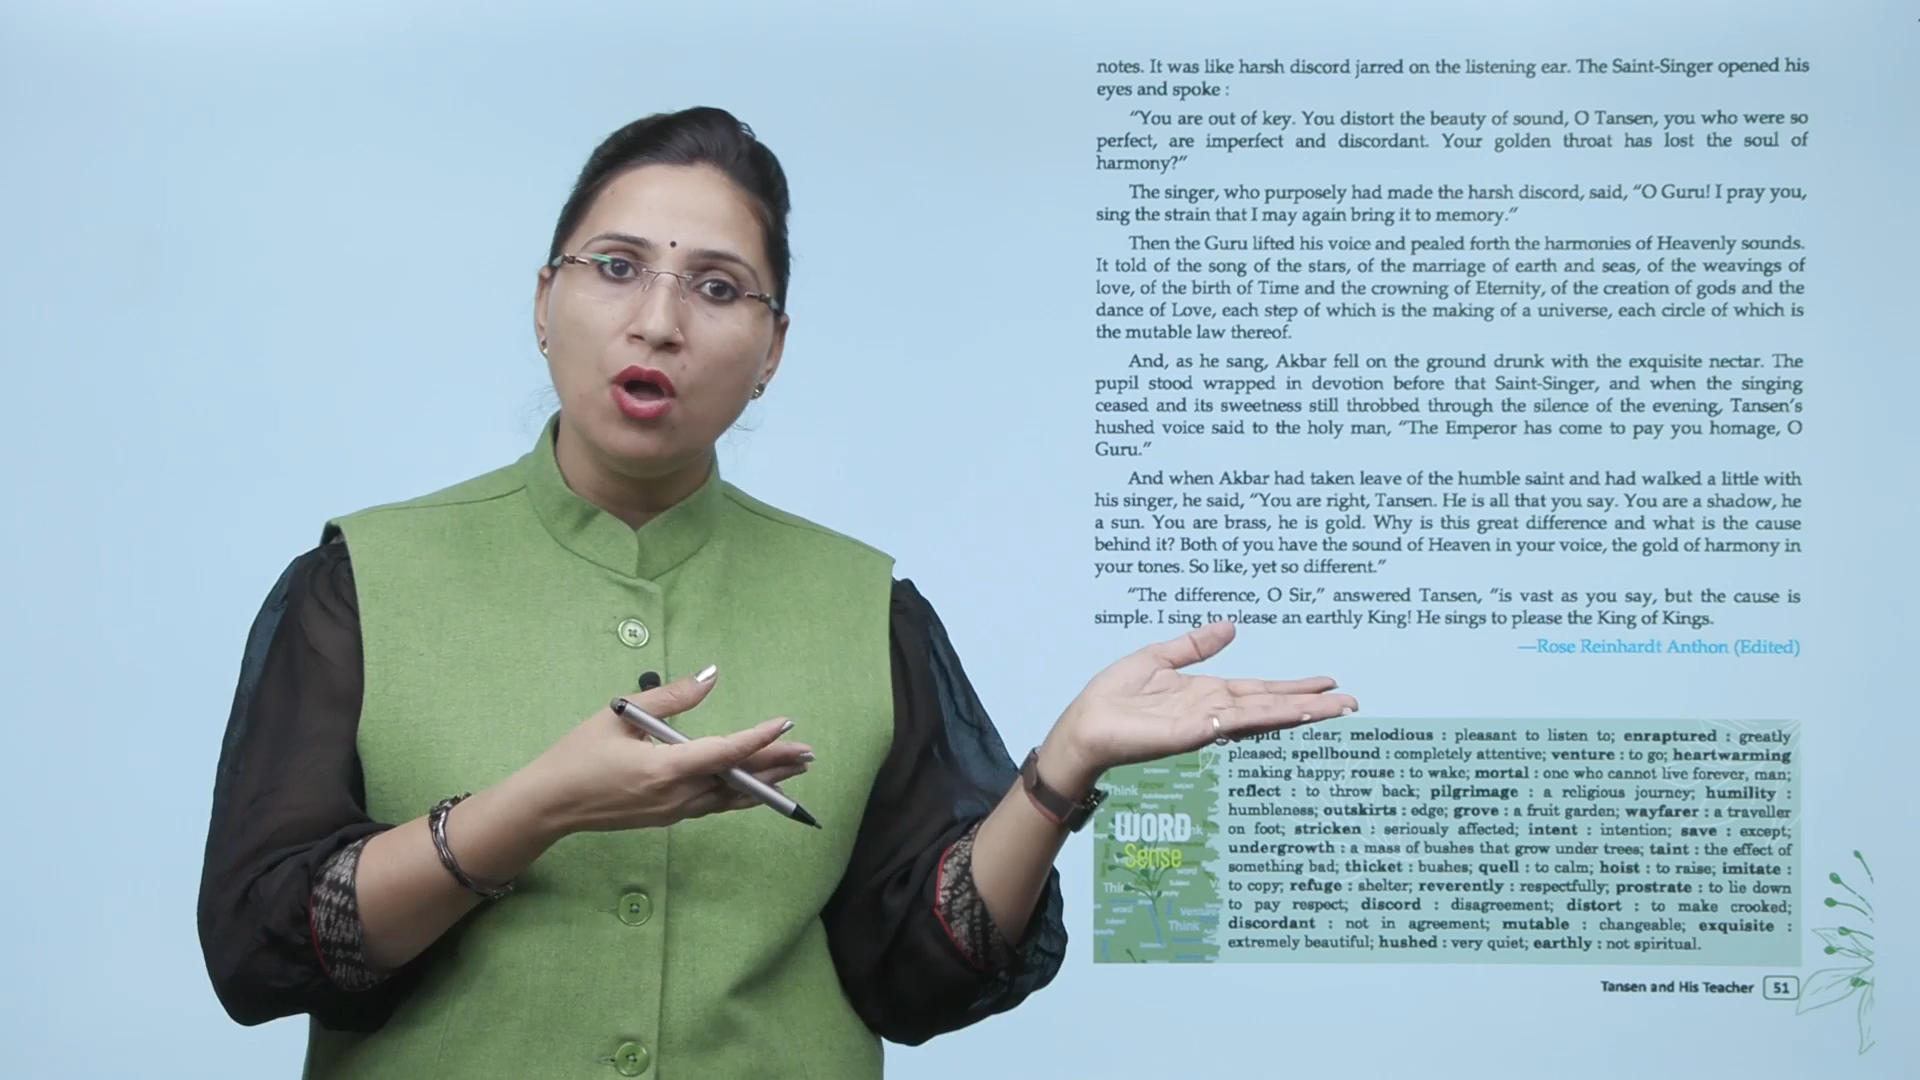 notes. It was like harsh discord jarred on the listening ear. The Saint-Singer opened his
eyes and spoke :
"You are out of key. You distort the beauty of sound, O Tansen, you who were so
perfect, are imperfect and discordant. Your golden throat has lost the soul of
harmony?"
The singer, who purposely had made the harsh discord, said, "O Guru! I pray you,
sing the strain that I may again bring it to memory."
Then the Guru lifted his voice and pealed forth the harmonies of Heavenly sounds.
It told of the song of the stars, of the marriage of earth and seas, of the weavings of
love, of the birth of Time and the crowning of Eternity, of the creation of gods and the
dance of Love, each step of which is the making of a universe, each circle of which is
the mutable law thereof.
And, as he sang, Akbar fell on the ground drunk with the exquisite nectar. The
pupil stood wrapped in devotion before that Saint-Singer, and when the singing
ceased and its sweetness still throbbed through the silence of the evening, Tansen's
hushed voice said to the holy man, "The Emperor has come to pay you homage, O
Guru."
And when Akbar had taken leave of the humble saint and had walked a little with
his singer, he said, "You are right, Tansen. He is all that you say. You are a shadow, he
a sun. You are brass, he is gold. Why is this great difference and what is the cause
behind it? Both of you have the sound of Heaven in your voice, the gold of harmony in
your tones. So like, yet so different."
"The difference, O Sir," answered Tansen, "is vast as you say, but the cause is
simple. I sing to please an earthly King! He sings to please the King of Kings.
—Rose Reinhardt Anthon (Edited)
WORD
Sense
Think
Think
: clear; melodious : pleasant to listen to; enraptured : greatly
pleased; spellbound : completely attentive; venture : to go; heartwarming
: making happy; rouse : to wake; mortal : one who cannot live forever, man;
reflect : to throw back; pilgrimage : a religious journey; humility :
humbleness; outskirts : edge; grove : a fruit garden; wayfarer : a traveller
on foot; stricken : seriously affected; intent : intention; save : except;
undergrowth : a mass of bushes that grow under trees; taint : the effect of
something bad; thicket : bushes; quell : to calm; hoist : to raise; imitate :
to copy; refuge : shelter; reverently : respectfully; prostrate : to lie down
to pay respect; discord : disagreement; distort : to make crooked;
discordant : not in agreement; mutable : changeable; exquisite :
extremely beautiful; hushed : very quiet; earthly : not spiritual.
Tansen and His Teacher 51